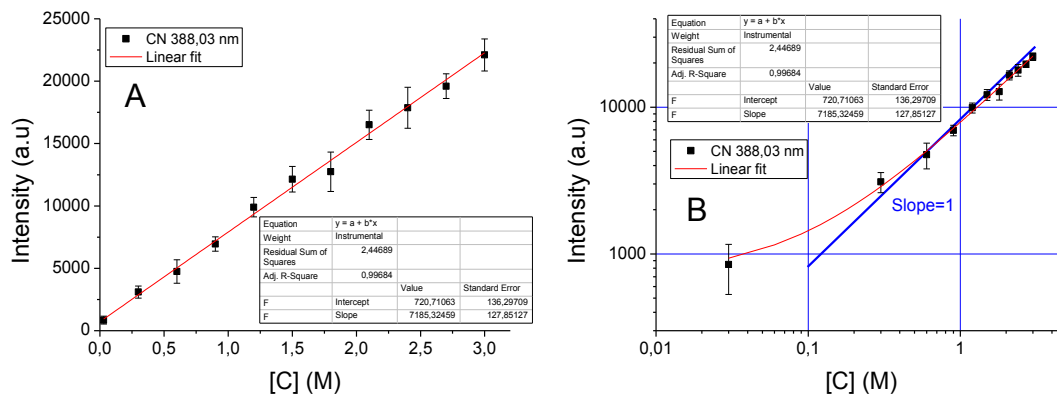 CN 388,03 nm
Linear fit
A
Equation y = a + b*x
Weight Instrumental
Residual Sum of Squares 2,44689
Adj. R-Square 0,99684
Value Standard Error
F Intercept 720,71063 136,29709
F Slope 7185,32459 127,85127
25000
20000
15000
10000
5000
0
Intensity (a.u)
0,0 0,5 1,0 1,5 2,0 2,5 3,0
[C] (M)
Equation y = a + b*x
Weight Instrumental
Residual Sum of Squares 2,44689
Adj. R-Square 0,99684
Value Standard Error
F Intercept 720,71063 136,29709
F Slope 7185,32459 127,85127
CN 388,03 nm
Linear fit
B
Slope=1
10000
1000
Intensity (a.u)
0,01 0,1 1
[C] (M)